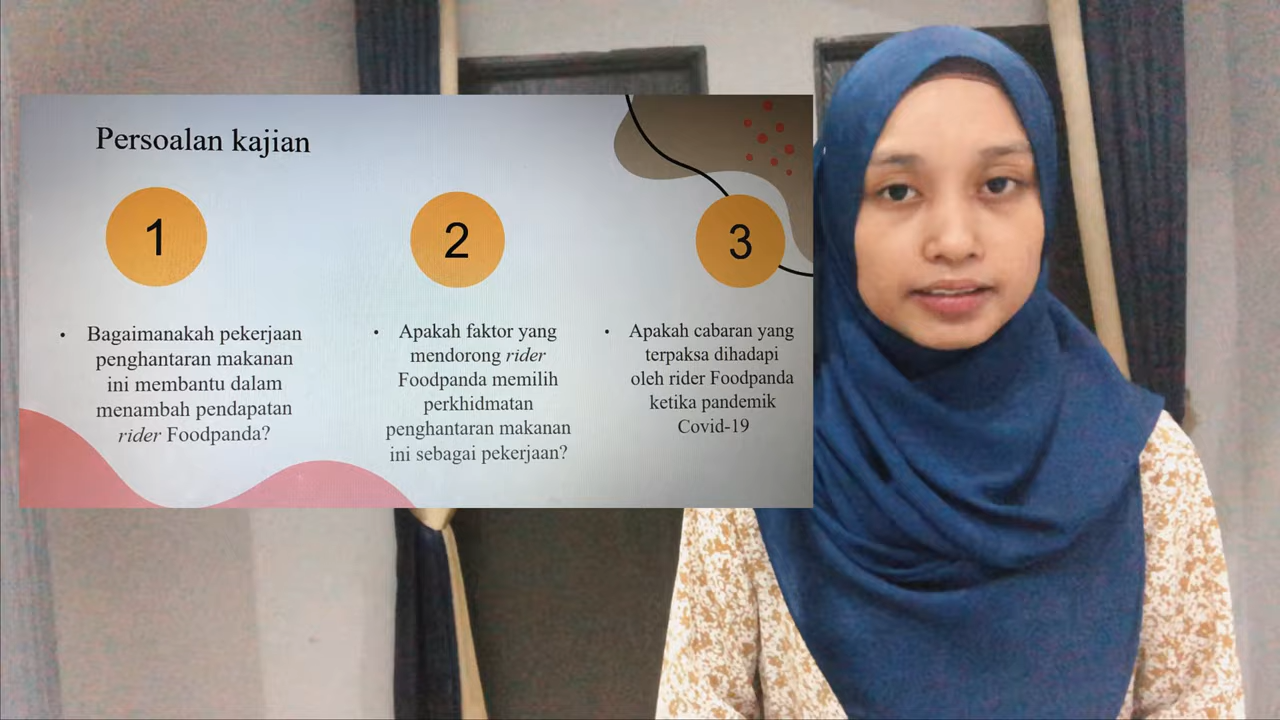 Persoalan kajian
1
2
3
• Bagaimanakah pekerjaan
penghantaran makanan
ini membantu dalam
menambah pendapatan
rider Foodpanda?
• Apakah faktor yang
mendorong rider
Foodpanda memilih
perkhidmatan
penghantaran makanan
ini sebagai pekerjaan?
• Apakah cabaran yang
terpaksa dihadapi
oleh rider Foodpanda
ketika pandemik
Covid-19